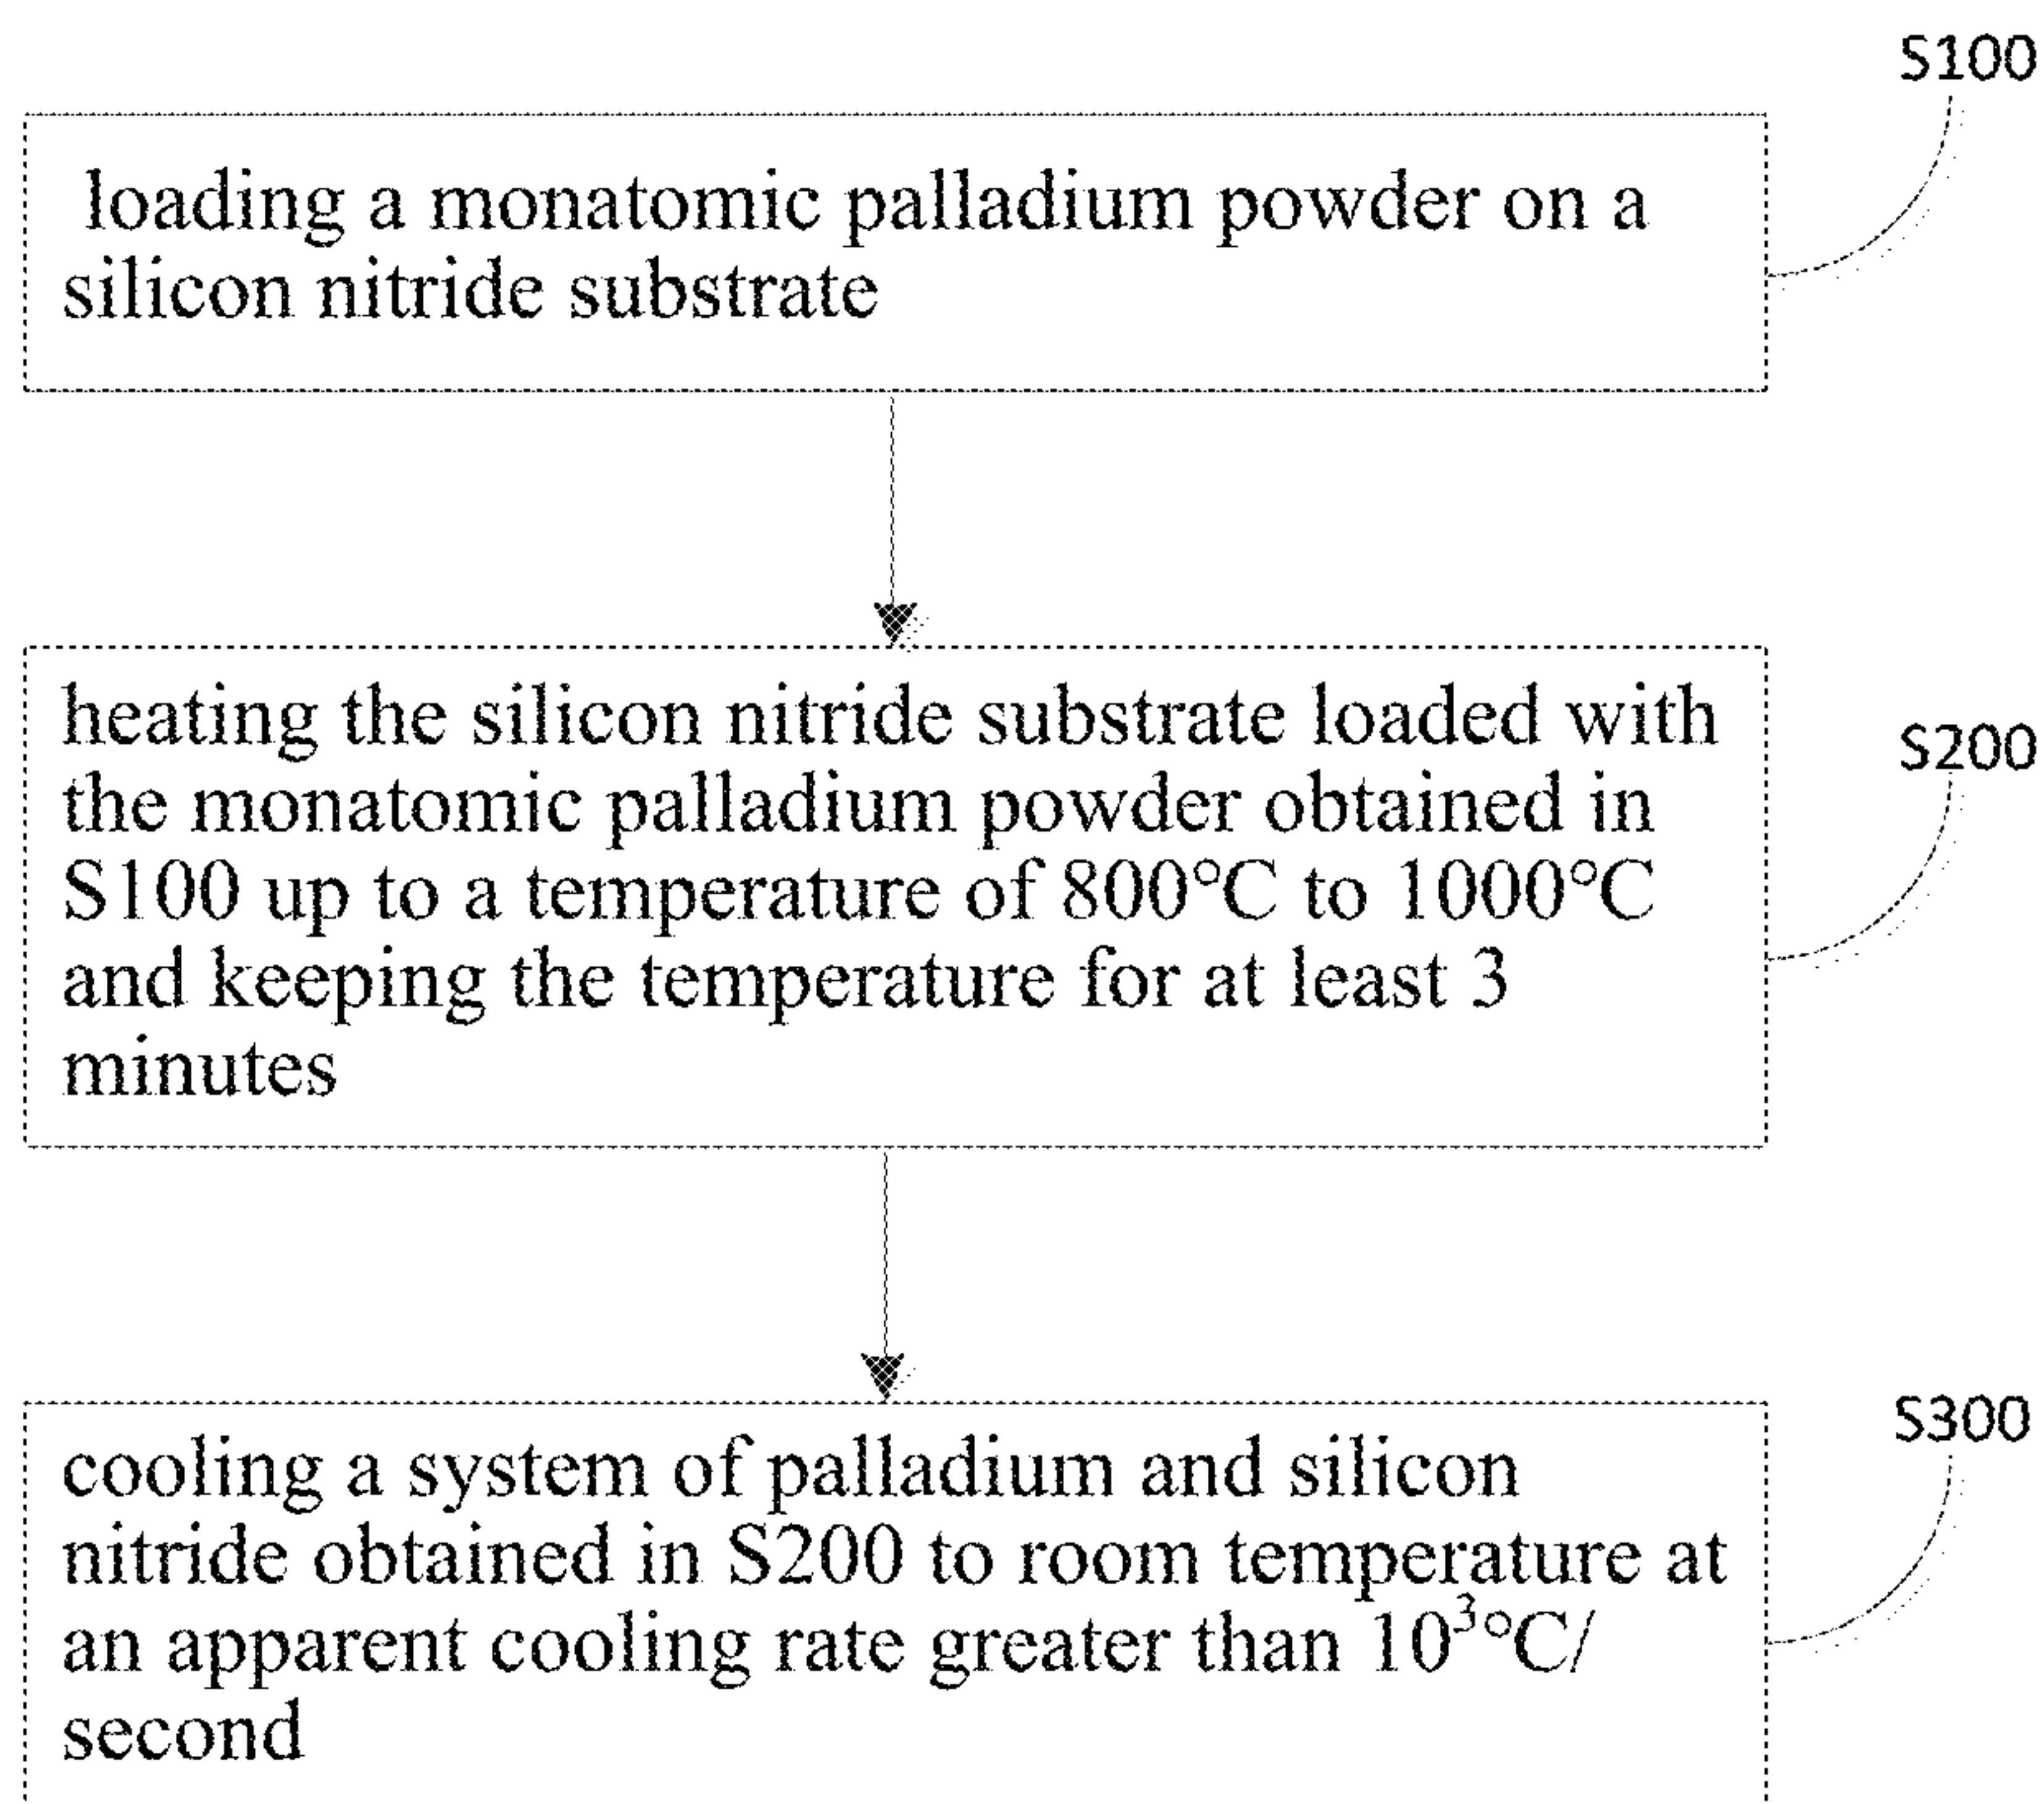 S100
loading a monatomic palladium powder on a
silicon nitride substrate
heating the silicon nitride substrate loaded with
the monatomic palladium powder obtained in
S100 up to a temperature of 800°C to 1000°C
and keeping the temperature for at least 3
minutes
S200
cooling a system of palladium and silicon
nitride obtained in S200 to room temperature at
an apparent cooling rate greater than 10³°C/
second
S300